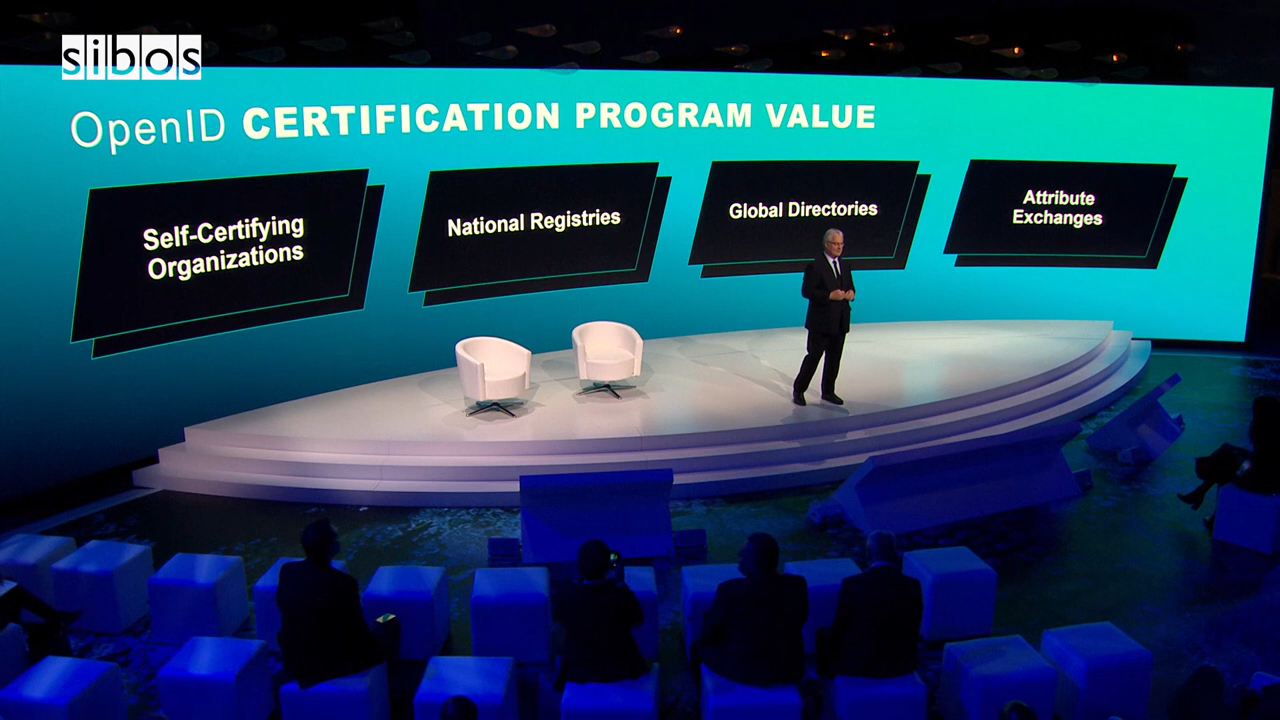 sibos
OpenID CERTIFICATION PROGRAM VALUE
Self-Certifying
Organizations
National Registries
Global Directories
Attribute
Exchanges